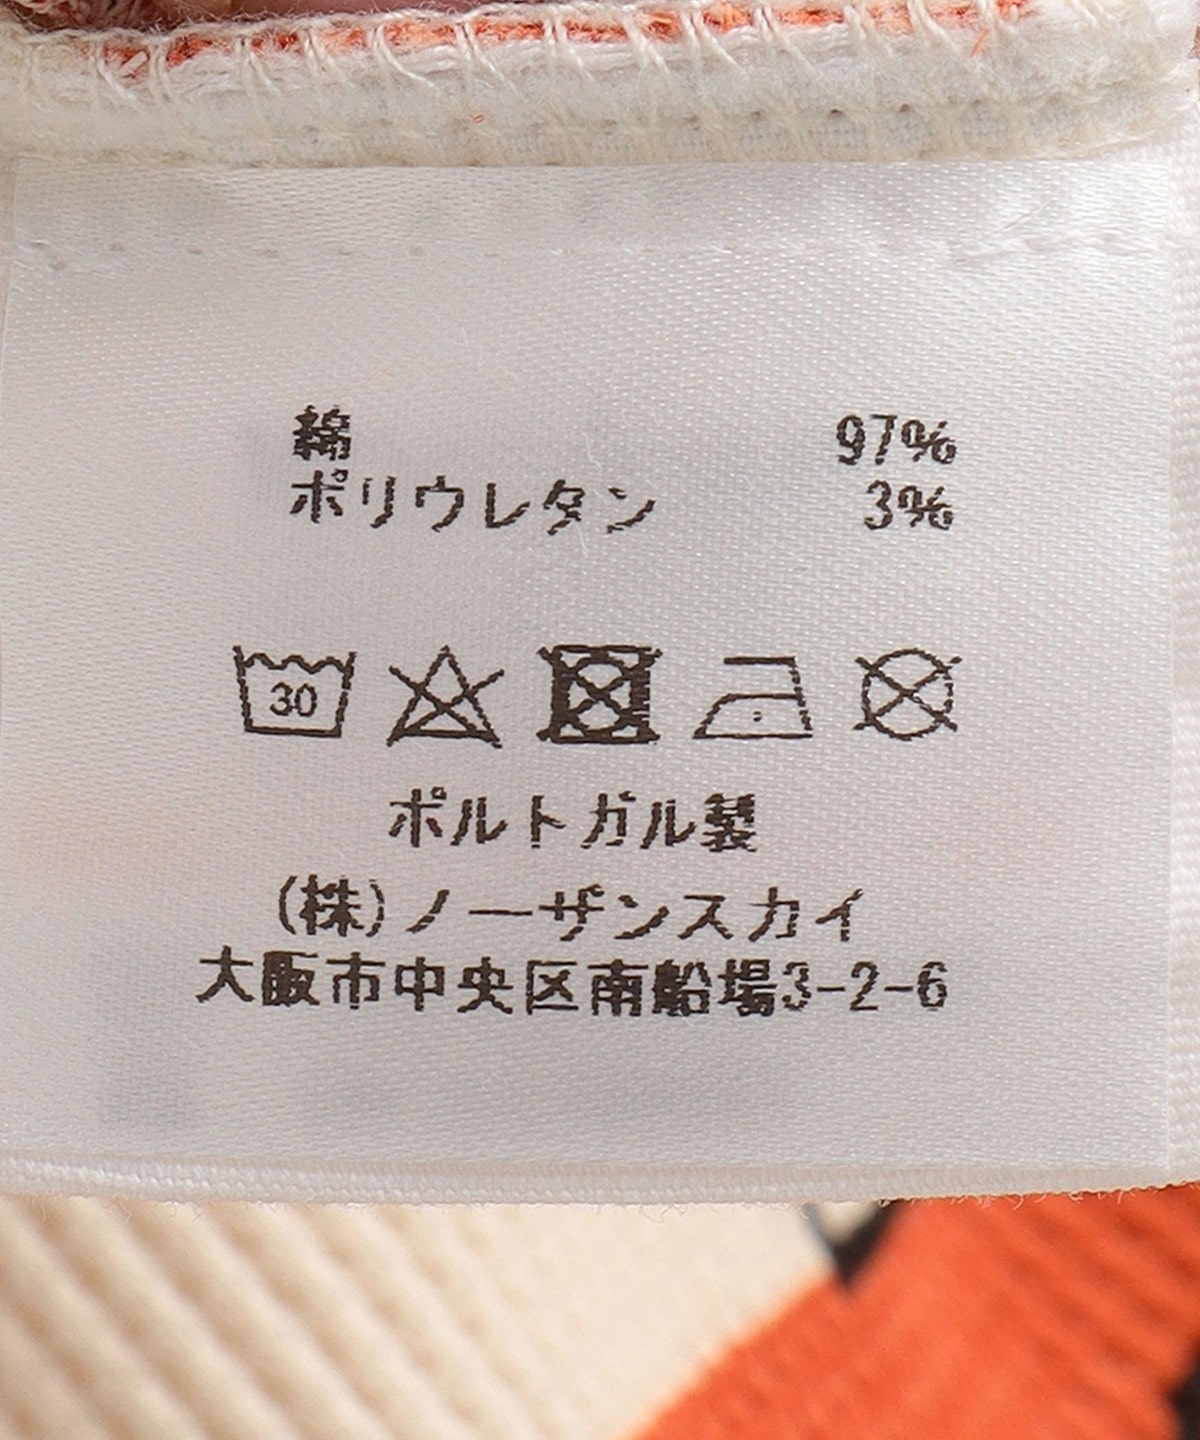 綿 97%
ポリウレタン 3%
30
ポルトガル製
(株)ノーザンスカイ
大阪市中央区南船場3-2-6